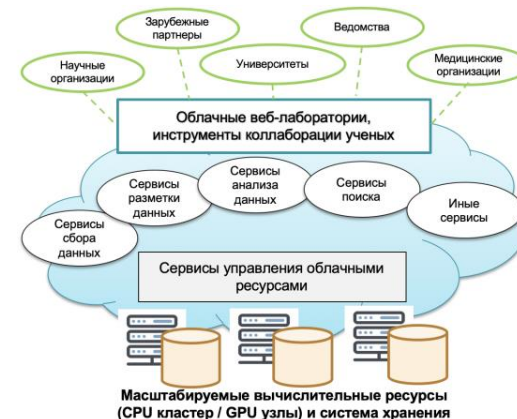 Зарубежные
партнеры
Ведомства
Научные
организации
Университеты
Медицинские
организации
Облачные веб-лаборатории,
инструменты коллаборации ученых
Сервисы
сбора
данных
Сервисы
разметки
данных
Сервисы
анализа
данных
Сервисы
поиска
Иные
сервисы
Сервисы управления облачными
ресурсами
Масштабируемые вычислительные ресурсы
(CPU кластер / GPU узлы) и система хранения